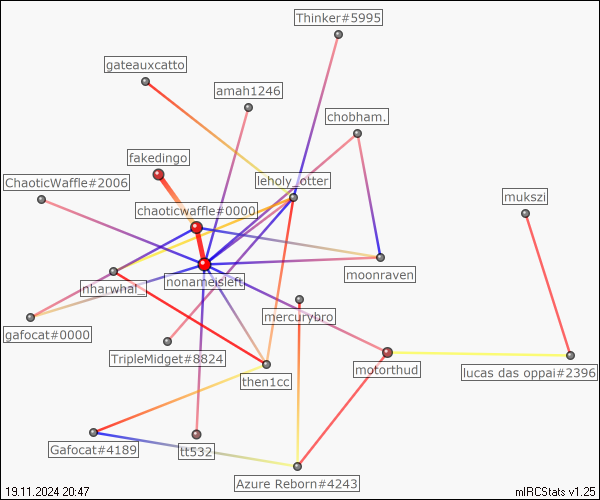 Thinker#5995
gateauxcatto
amah1246
chobham.
fakedingo
ChaoticWaffle#2006
leholy_otter
mukszi
chaoticwaffle#0000
nharwhal_
nonameisleft
moonraven
gafocat#0000
mercurybro
TripleMidget#8824
then1cc
motorthud
lucas das oppai#2396
Gafocat#4189
tt532
Azure Reborn#4243
19.11.2024 20:47
mIRCStats v1.25